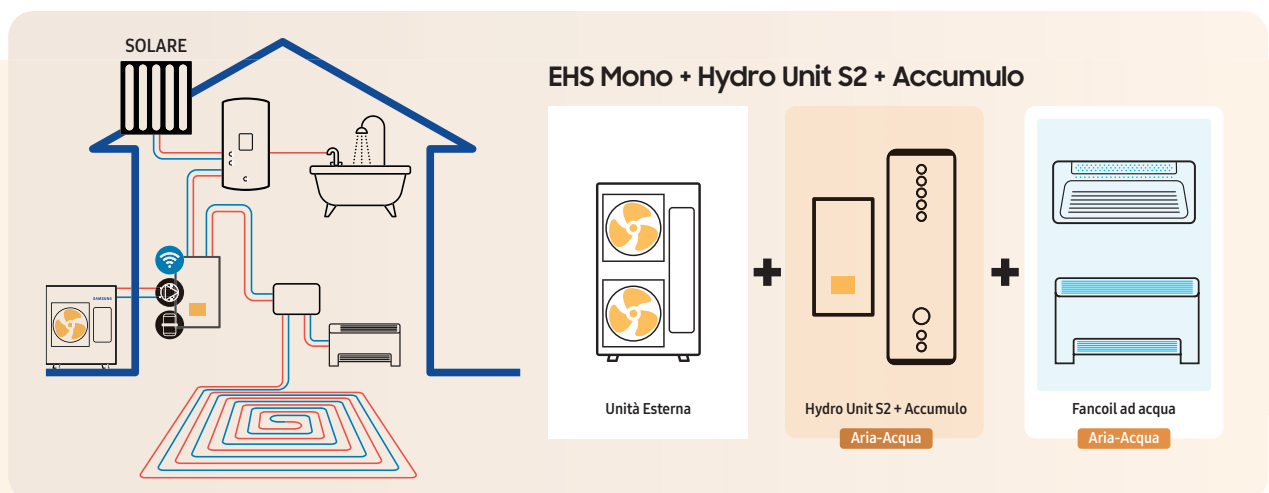 SOLARE
EHS Mono + Hydro Unit S2 + Accumulo
SAMSUNG
Unità Esterna
Hydro Unit S2 + Accumulo
Fancoil ad acqua
Aria-Acqua
Aria-Acqua